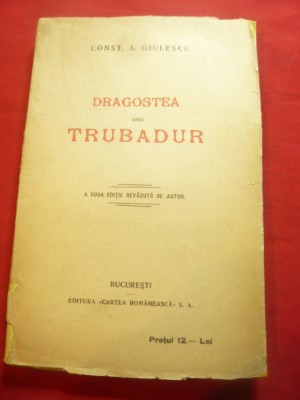 CONST. A. GIULESCU
DRAGOSTEA
UNUI
TRUBADUR
A DOUA EDIȚIE REVĂZUTĂ DE AUTOR.
BUCUREȘTI
EDITURA «CARTEA ROMÂNEASCĂ» S. A.
Prețul 12.— Lei